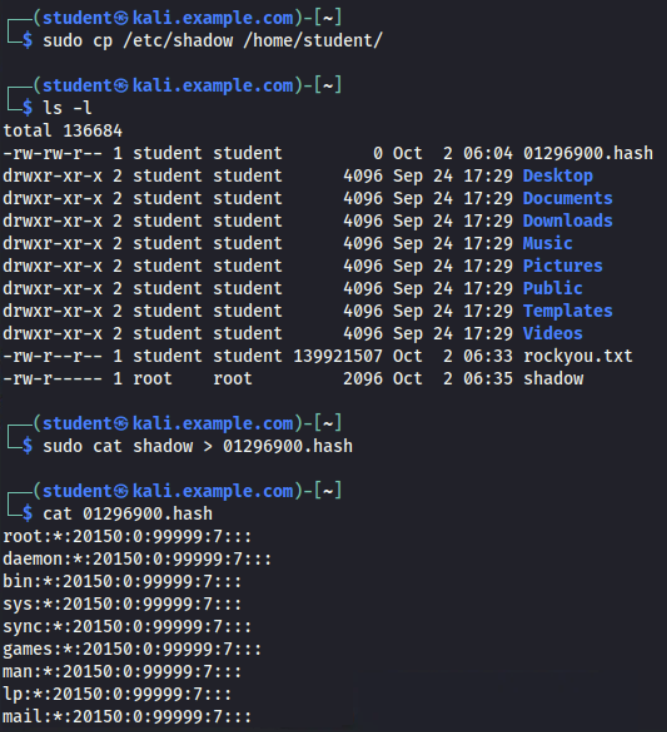 ┌──(student㉿kali.example.com)-[~]
└─$ sudo cp /etc/shadow /home/student/
┌──(student㉿kali.example.com)-[~]
└─$ ls -l
total 136684
-rw-rw-r-- 1 student student         0 Oct  2 06:04 01296900.hash
drwxr-xr-x 2 student student      4096 Sep 24 17:29 Desktop
drwxr-xr-x 2 student student      4096 Sep 24 17:29 Documents
drwxr-xr-x 2 student student      4096 Sep 24 17:29 Downloads
drwxr-xr-x 2 student student      4096 Sep 24 17:29 Music
drwxr-xr-x 2 student student      4096 Sep 24 17:29 Pictures
drwxr-xr-x 2 student student      4096 Sep 24 17:29 Public
drwxr-xr-x 2 student student      4096 Sep 24 17:29 Templates
drwxr-xr-x 2 student student      4096 Sep 24 17:29 Videos
-rw-r--r-- 1 student student 139921507 Oct  2 06:33 rockyou.txt
-rw-r----- 1 root    root         2096 Oct  2 06:35 shadow
┌──(student㉿kali.example.com)-[~]
└─$ sudo cat shadow > 01296900.hash
┌──(student㉿kali.example.com)-[~]
└─$ cat 01296900.hash
root:*:20150:0:99999:7:::
daemon:*:20150:0:99999:7:::
bin:*:20150:0:99999:7:::
sys:*:20150:0:99999:7:::
sync:*:20150:0:99999:7:::
games:*:20150:0:99999:7:::
man:*:20150:0:99999:7:::
lp:*:20150:0:99999:7:::
mail:*:20150:0:99999:7:::